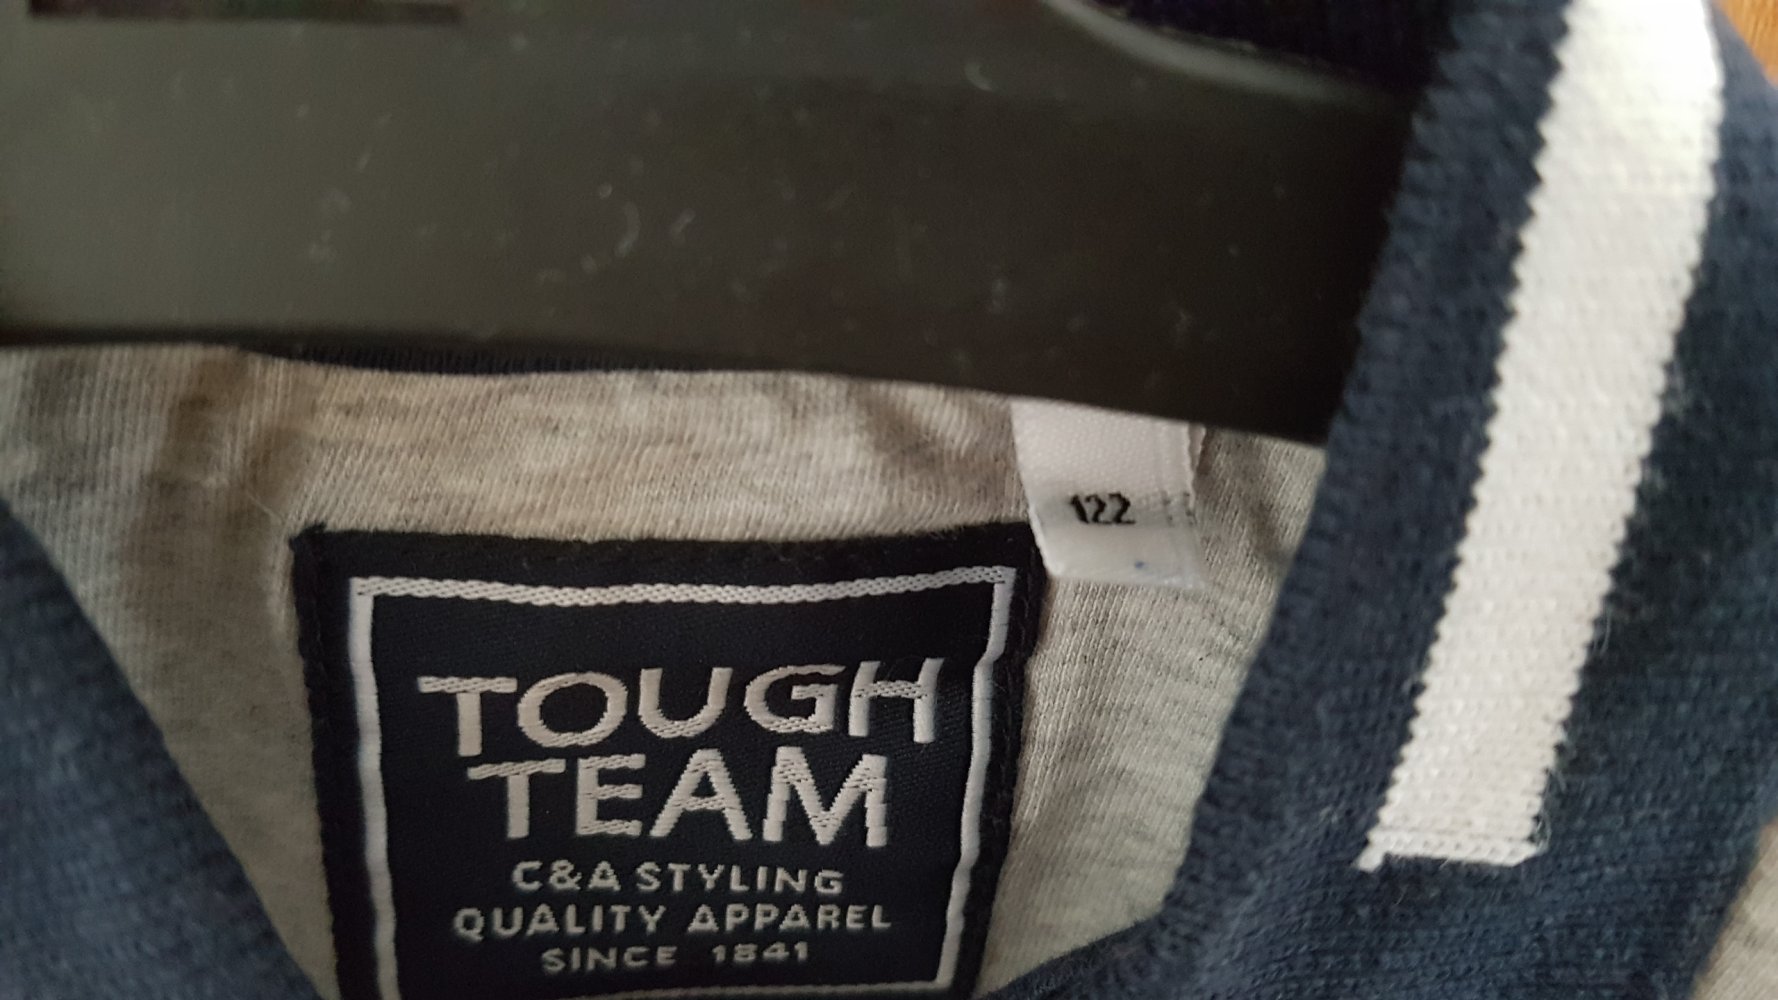 122
TOUGH
TEAM
C&A STYLING
QUALITY APPAREL
SINCE 1841